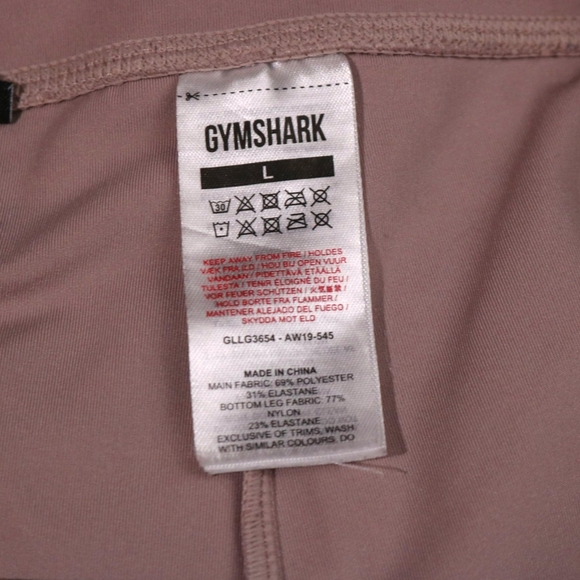 GYMSHARK
L
30
KEEP AWAY FROM FIRE / HOLDES
VÆK FRA ILD / HOU BIJ OPEN VUUR
VANDAAN / PIDETTÄVÄ ETÄÄLLÄ
TULESTA / TENIR ÉLOIGNÉ DU FEU /
VOR FEUER SCHÜTZEN / 火気厳禁 /
HOLD BORTE FRA FLAMMER /
MANTENER ALEJADO DEL FUEGO /
SKYDDA MOT ELD
GLLG3654 - AW19-545
MADE IN CHINA
MAIN FABRIC: 69% POLYESTER
31% ELASTANE
BOTTOM LEG FABRIC: 77%
NYLON
23% ELASTANE
EXCLUSIVE OF TRIMS, WASH
WITH SIMILAR COLOURS, DO